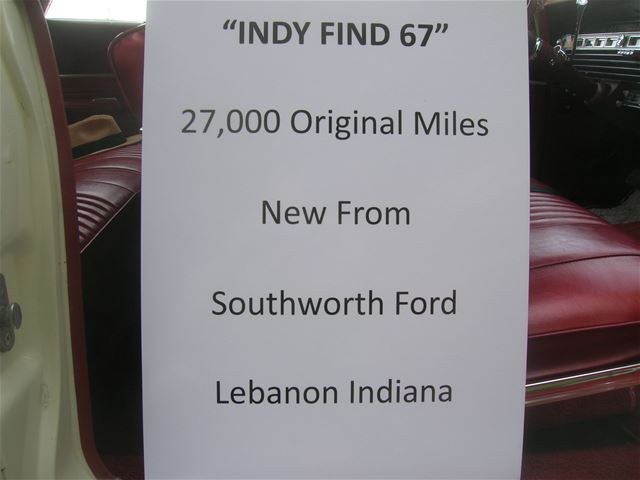 “INDY FIND 67”
27,000 Original Miles
New From
Southworth Ford
Lebanon Indiana